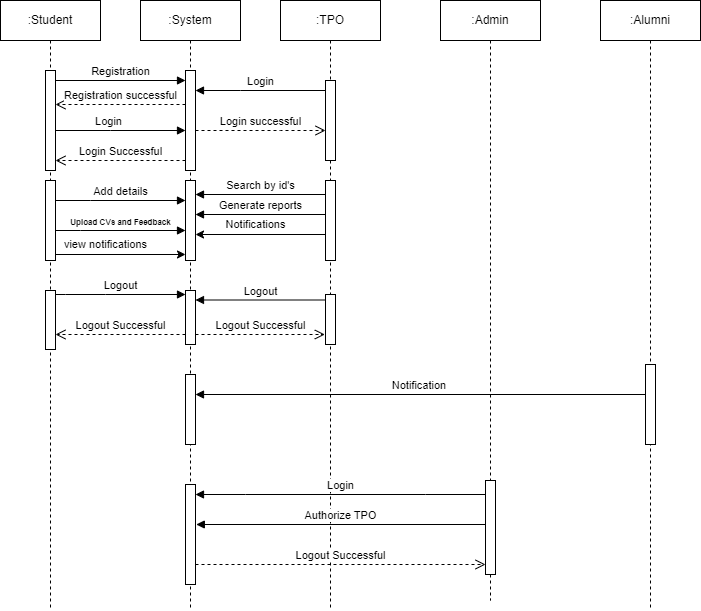 :Student
:System
:TPO
:Admin
:Alumni
Registration
Login
Registration successful
Login
Login successful
Login Successful
Add details
Search by id's
Generate reports
Upload CVs and Feedback
Notifications
view notifications
Logout
Logout
Logout Successful
Logout Successful
Notification
Login
Authorize TPO
Logout Successful